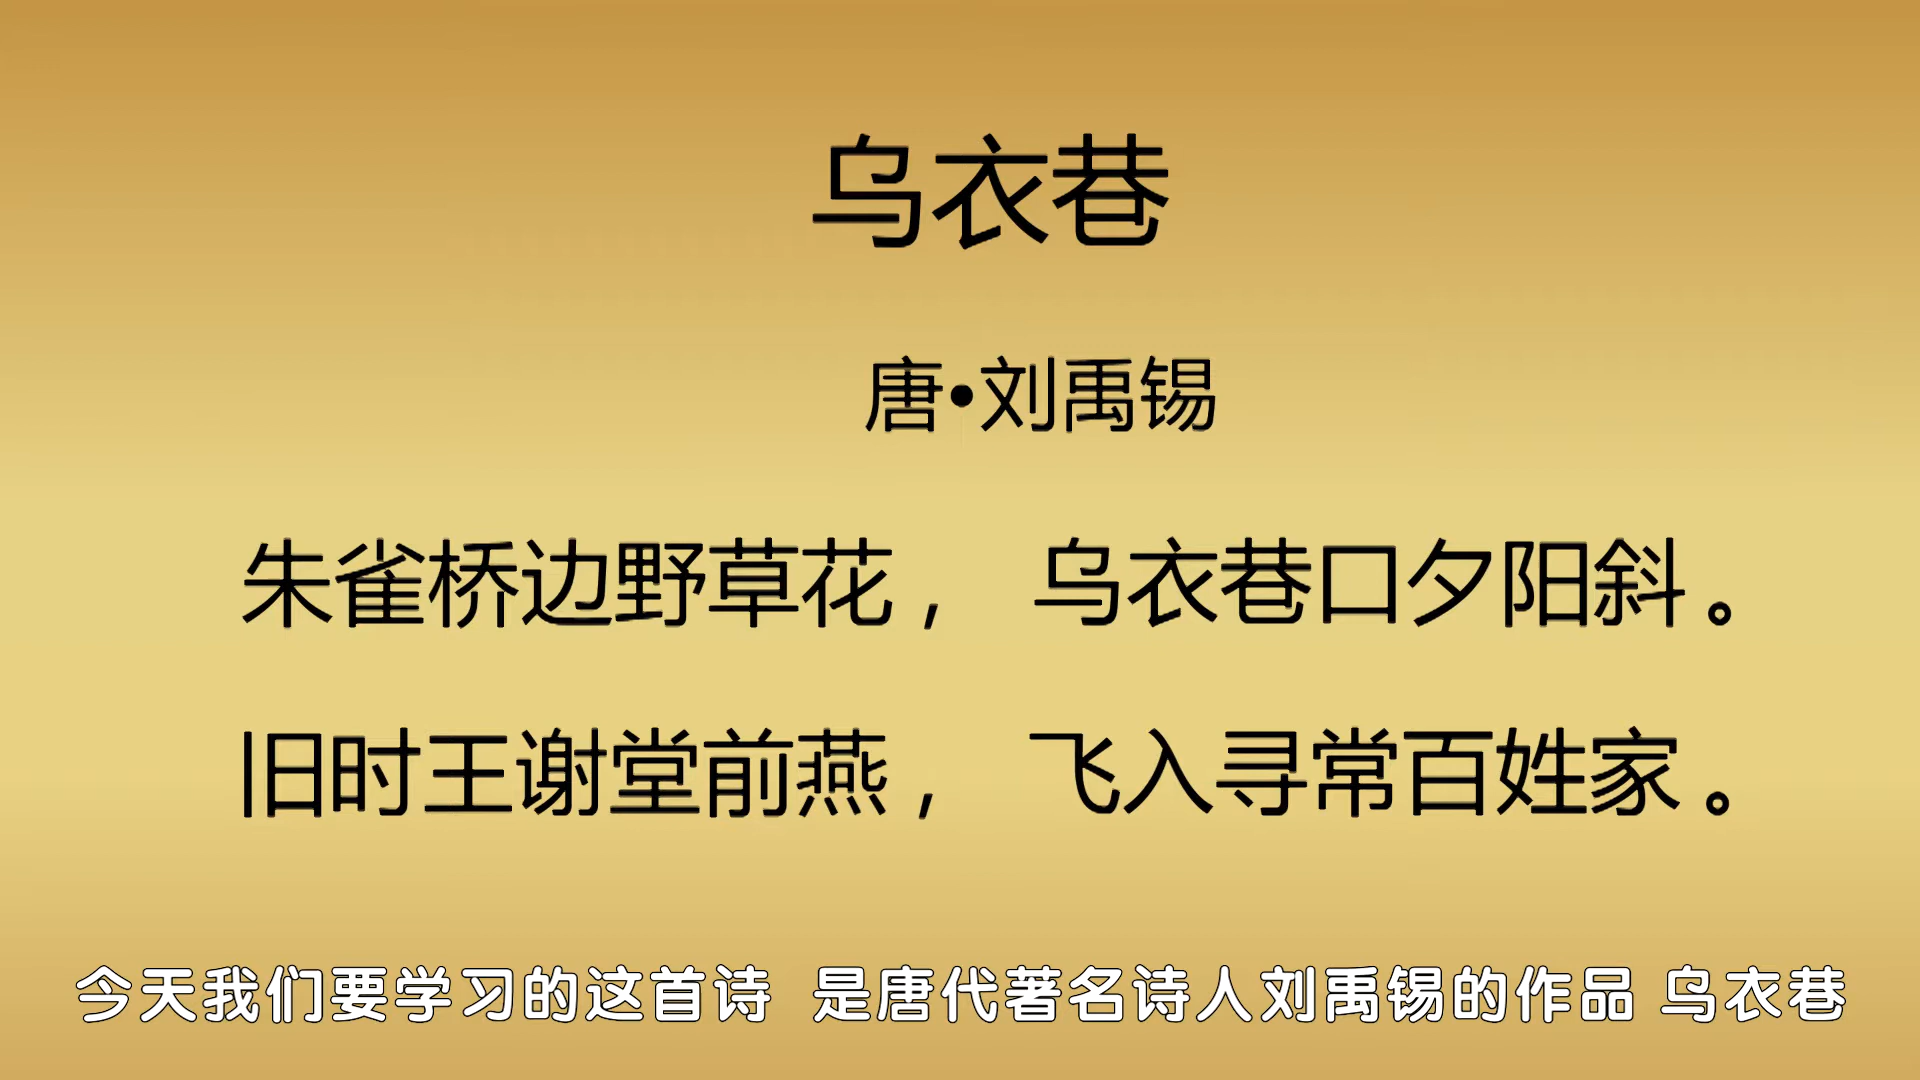 乌衣巷
唐•刘禹锡
朱雀桥边野草花， 乌衣巷口夕阳斜。
旧时王谢堂前燕， 飞入寻常百姓家。
今天我们要学习的这首诗 是唐代著名诗人刘禹锡的作品 乌衣巷